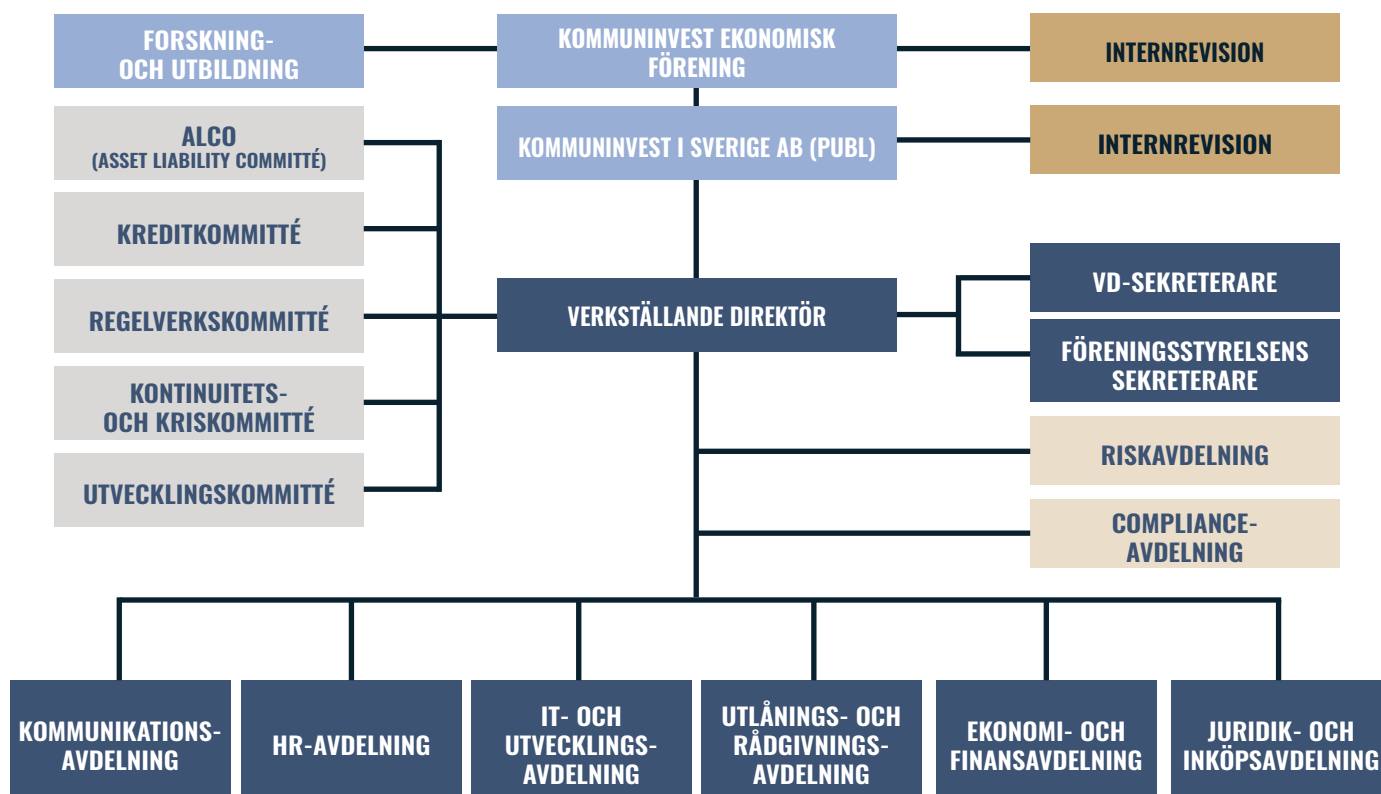 FORSKNING-
OCH UTBILDNING
KOMMUNINVEST EKONOMISK
FÖRENING
INTERNREVISION
ALCO
(ASSET LIABILITY COMMITTÉ)
KOMMUNINVEST I SVERIGE AB (PUBL)
INTERNREVISION
KREDITKOMMITTÉ
REGELVERKSKOMMITTÉ
KONTINUITETS-
OCH KRISKOMMITTÉ
UTVECKLINGSKOMMITTÉ
VERKSTÄLLANDE DIREKTÖR
VD-SEKRETERARE
FÖRENINGSSTYRELSENS
SEKRETERARE
RISKAVDELNING
COMPLIANCE-
AVDELNING
KOMMUNIKATIONS-
AVDELNING
HR-AVDELNING
IT- OCH
UTVECKLINGS-
AVDELNING
UTLÅNINGS- OCH
RÅDGIVNINGS-
AVDELNING
EKONOMI- OCH
FINANSAVDELNING
JURIDIK- OCH
INKÖPSAVDELNING